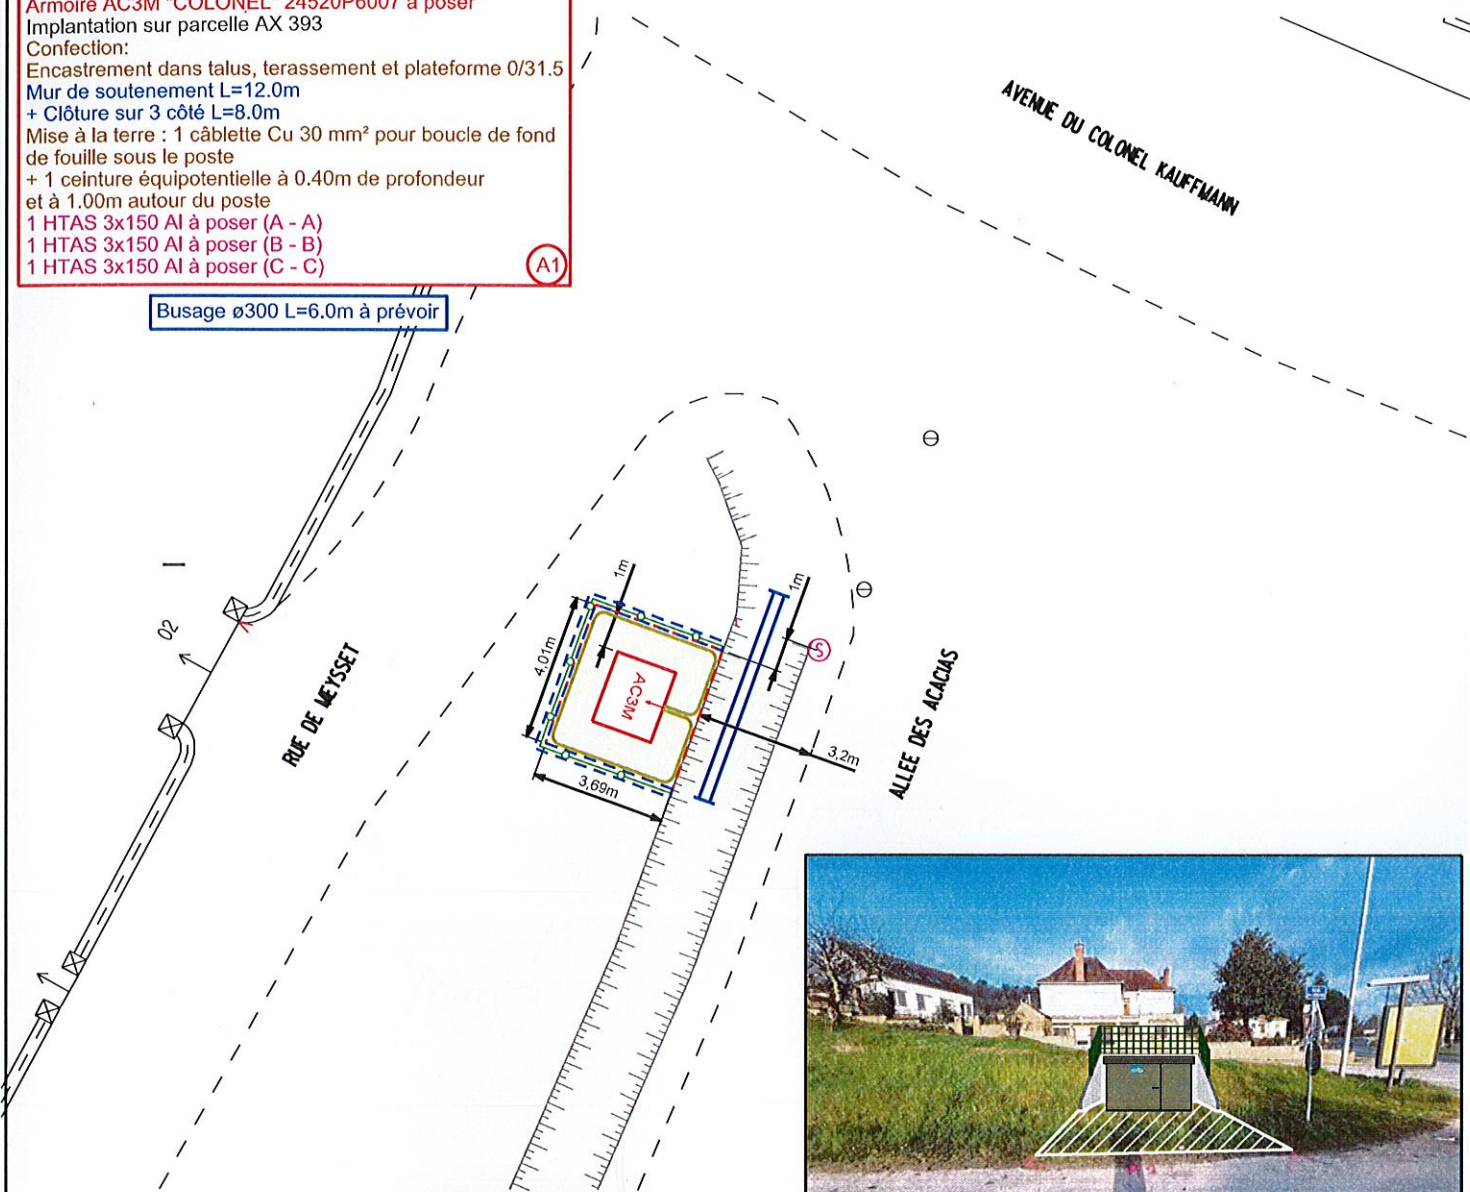 Armoire AC3M "COLONEL" 24520P6007 à poser
Implantation sur parcelle AX 393
Confection:
Encastrement dans talus, terassement et plateforme 0/31.5
Mur de soutenement L=12.0m
+ Clôture sur 3 côté L=8.0m
Mise à la terre : 1 câblette Cu 30 mm² pour boucle de fond
de fouille sous le poste
+ 1 ceinture équipotentielle à 0.40m de profondeur
et à 1.00m autour du poste
1 HTAS 3x150 Al à poser (A - A)
1 HTAS 3x150 Al à poser (B - B)
1 HTAS 3x150 Al à poser (C - C)
A1
Busage ø300 L=6.0m à prévoir
AVENUE DU COLONEL KAUFFMANN
1m
1m
02
4,01m
S
RUE DE MEYSSET
AC3M
ALLEE DES ACACIAS
3,2m
3,69m